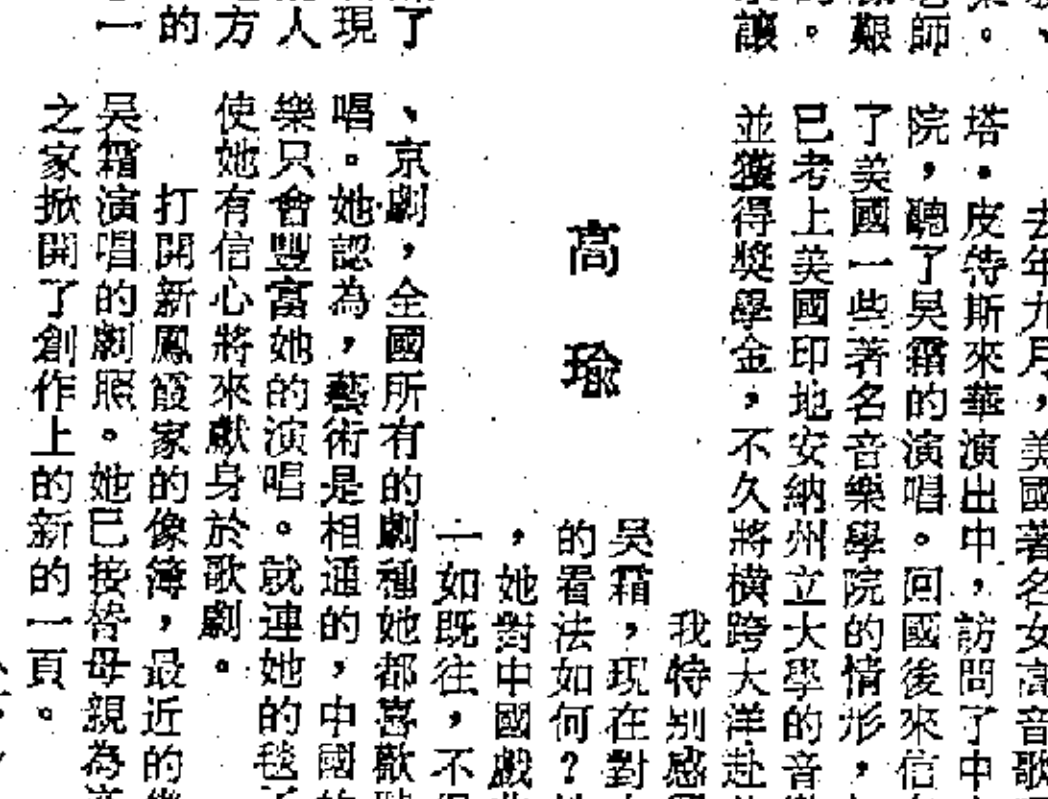 、
。
師
艱
。
讓
了
現
人
方
的
一
去年九月，美國著名女高音歌
塔．皮特斯來華演出中，訪問了中
院，聽了吳霜的演唱。回國後來信
了美國一些著名音樂學院的情形，
已考上美國印地安納州立大學的音
並獲得獎學金，不久將橫跨大洋赴
我特别感
高瑜
吳霜，現在對
的看法如何？
，她對中國戲
一如既往，不
、京劇，全國所有的劇種她都喜歡
唱。她認為，藝術是相通的，中國
樂只會豐富她的演唱。就連她的毯
使她有信心將來獻身於歌劇。
打開新鳳霞家的像簿，最近的
吳霜演唱的劇照。她已接替母親為
之家掀開了創作上的新的一頁。